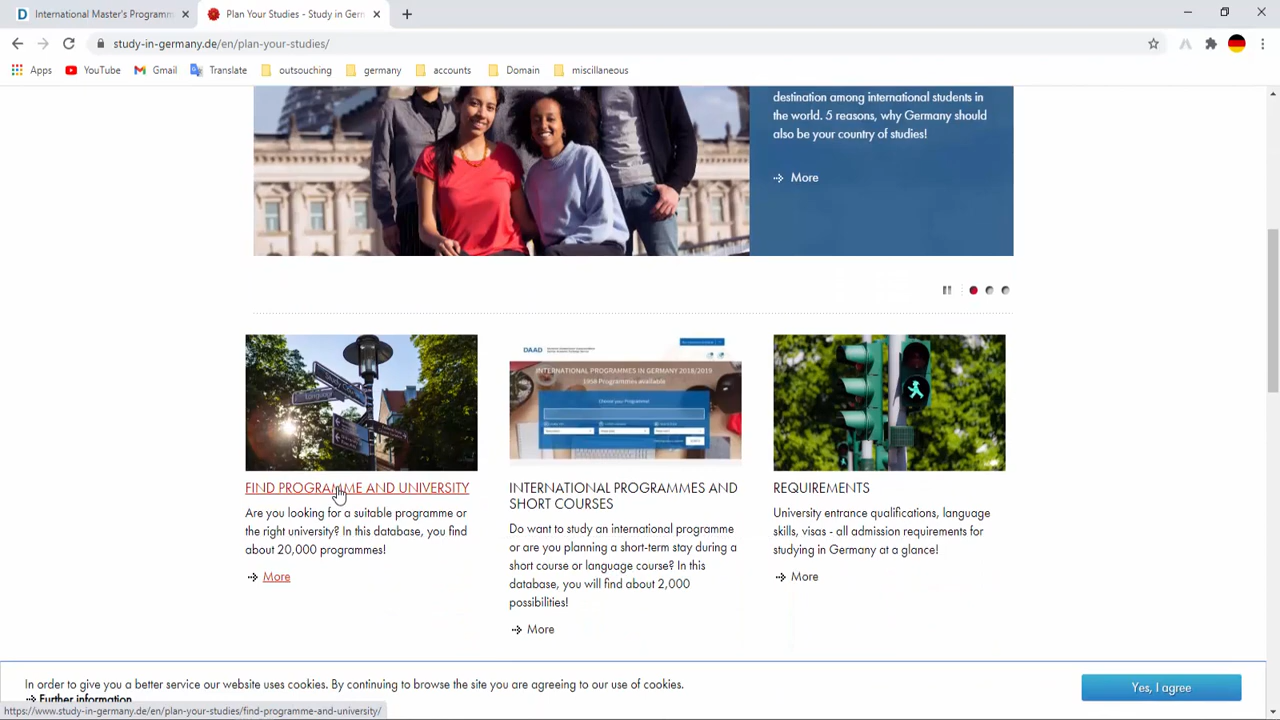 International Master's Programm
Plan Your Studies - Study in Germ
study-in-germany.de/en/plan-your-studies/
Apps
YouTube
Gmail
Translate
outsouching
germany
accounts
Domain
miscellaneous
destination among international students in
the world. 5 reasons, why Germany should
also be your country of studies!
More
DAAD
INTERNATIONAL PROGRAMMES IN GERMANY 2018/2019
1958 Programmes available
Choose your Programme!
FIND PROGRAMME AND UNIVERSITY
Are you looking for a suitable programme or
the right university? In this database, you find
about 20,000 programmes!
More
INTERNATIONAL PROGRAMMES AND
SHORT COURSES
Do want to study an international programme
or are you planning a short-term stay during a
short course or language course? In this
database, you will find about 2,000
possibilities!
More
REQUIREMENTS
University entrance qualifications, language
skills, visas - all admission requirements for
studying in Germany at a glance!
More
In order to give you a better service our website uses cookies. By continuing to browse the site you are agreeing to our use of cookies.
Further information
Yes, I agree
https://www.study-in-germany.de/en/plan-your-studies/find-programme-and-university/